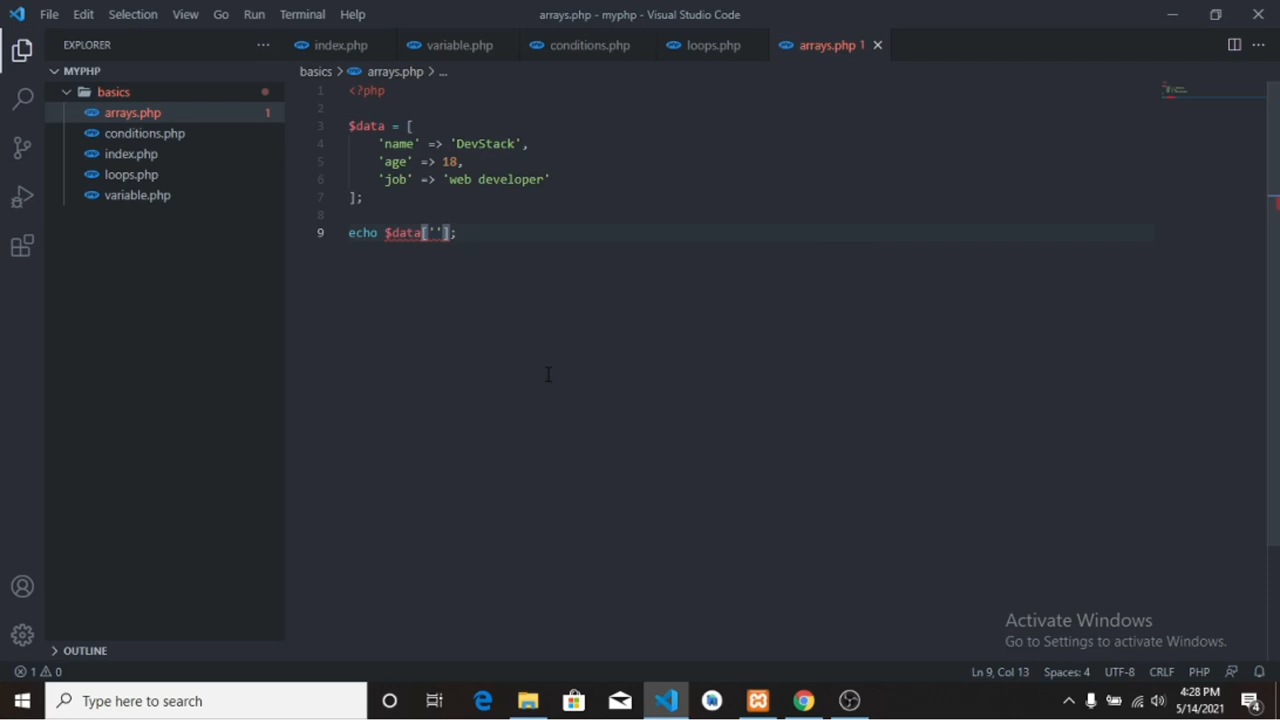 File Edit Selection View Go Run Terminal Help
arrays.php - myphp - Visual Studio Code
EXPLORER
index.php
variable.php
conditions.php
loops.php
arrays.php 1
MYPHP
basics
arrays.php 1
conditions.php
index.php
loops.php
variable.php
basics > arrays.php > ...
1 <?php
2
3 $data = [
4 'name' => 'DevStack',
5 'age' => 18,
6 'job' => 'web developer'
7 ];
8
9 echo $data[''];
Activate Windows
Go to Settings to activate Windows.
OUTLINE
1 0
Ln 9, Col 13 Spaces: 4 UTF-8 CRLF PHP
Type here to search
4:28 PM
5/14/2021
4